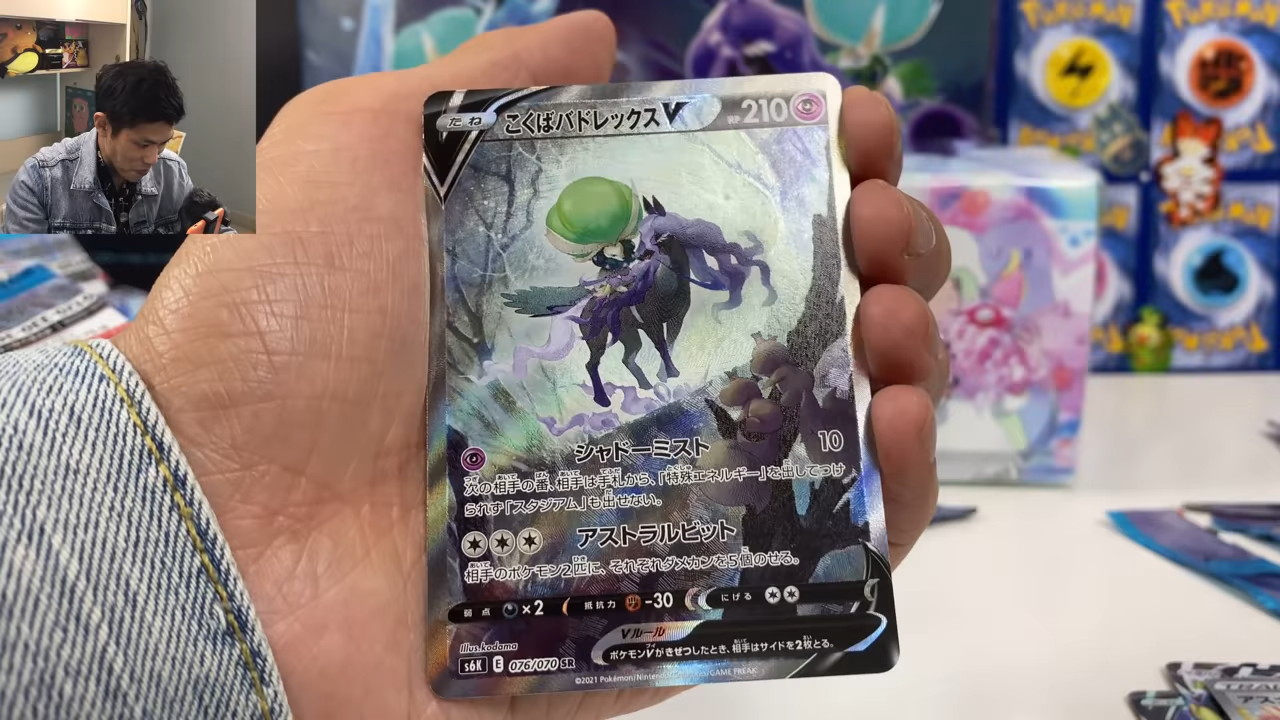 たね こくばバドレックスV HP 210
シャドーミスト 10
次の相手の番、相手は手札から、「特殊エネルギー」を出してつけ
られず「スタジアム」も出せない。
アストラルビット
相手のポケモン2匹に、それぞれダメカンを5個のせる。
弱点 ×2 抵抗力 -30 にげる
Vルール
ポケモンVがきぜつしたとき、相手はサイドを2枚とる。
Illus.kodama
s6K E 076/070 SR
©2021 Pokémon/Nintendo/Creatures/GAME FREAK
Pokémon
Pokémon